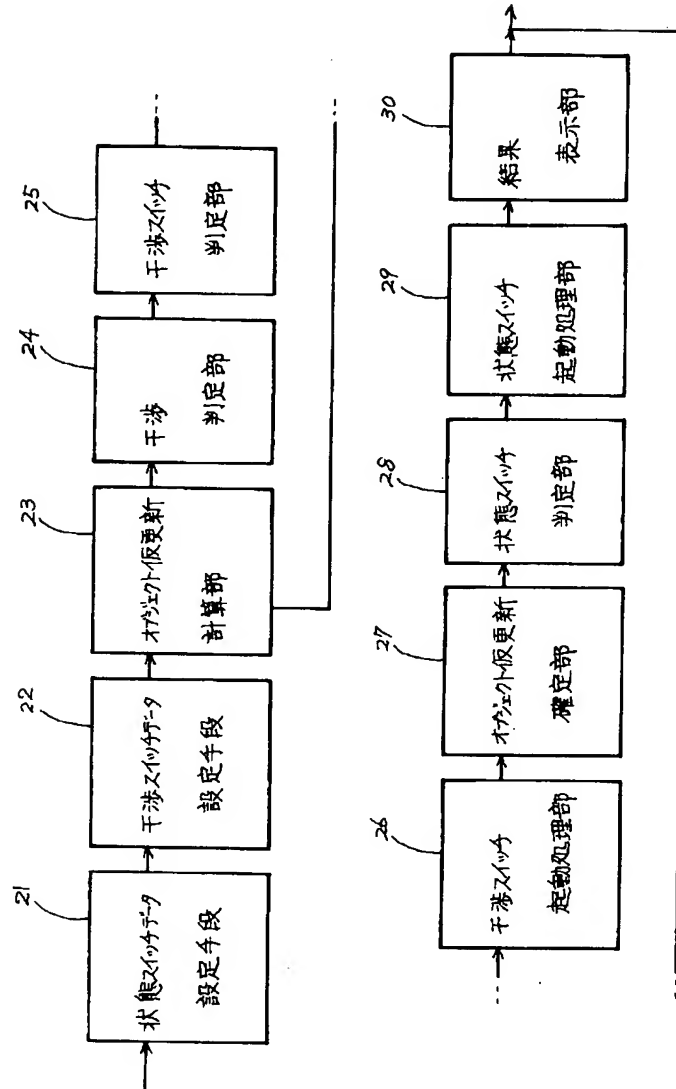 21
状態スイッチデータ
設定手段
22
干渉スイッチデータ
設定手段
23
オブジェクト仮更新
計算部
24
干渉
判定部
25
干渉スイッチ
判定部
26
干渉スイッチ
起動処理部
27
オブジェクト仮更新
確定部
28
状態スイッチ
判定部
29
状態スイッチ
起動処理部
30
結果
表示部